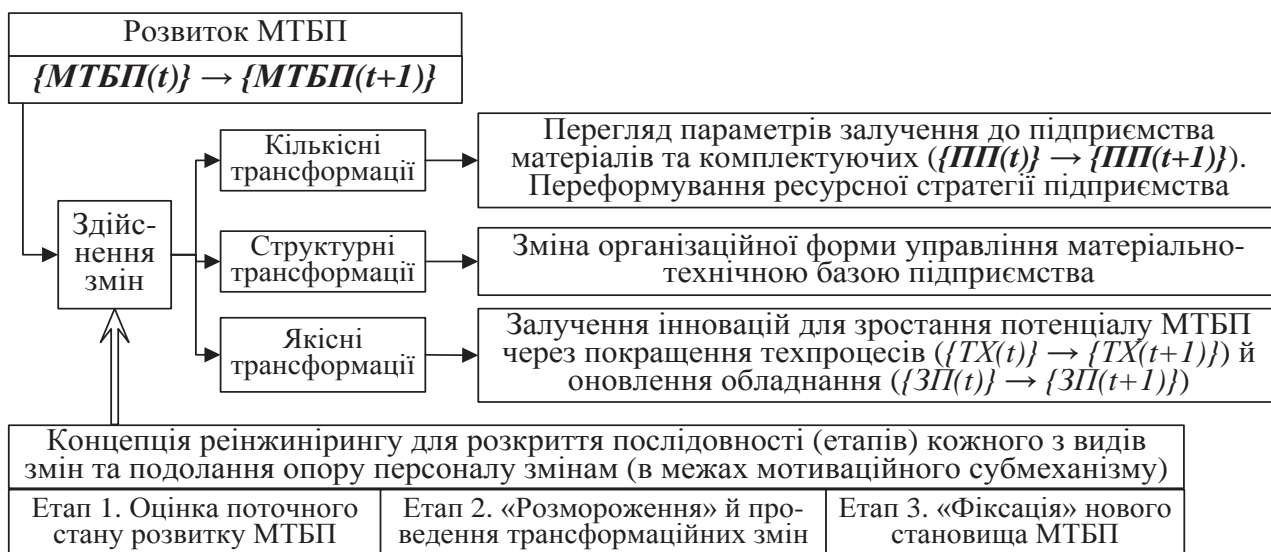 Розвиток МТБП
{МТБП(t)} → {МТБП(t+1)}
Кількісні
трансформації
Перегляд параметрів залучення до підприємства
матеріалів та комплектуючих ({ПП(t)} → {ПП(t+1)}).
Переформування ресурсної стратегії підприємства
Здійс-
нення
змін
Структурні
трансформації
Зміна організаційної форми управління матеріально-
технічною базою підприємства
Якісні
трансформації
Залучення інновацій для зростання потенціалу МТБП
через покращення техпроцесів ({ТХ(t)} → {ТХ(t+1)}) й
оновлення обладнання ({ЗП(t)} → {ЗП(t+1)})
Концепція реінжинірингу для розкриття послідовності (етапів) кожного з видів
змін та подолання опору персоналу змінам (в межах мотиваційного субмеханізму)
Етап 1. Оцінка поточного
стану розвитку МТБП
Етап 2. «Розмороження» й про-
ведення трансформаційних змін
Етап 3. «Фіксація» нового
становища МТБП